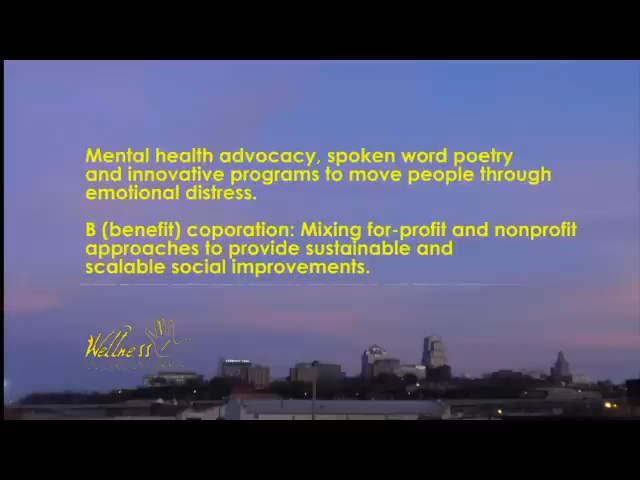 Mental health advocacy, spoken word poetry
and innovative programs to move people through
emotional distress.
B (benefit) coporation: Mixing for-profit and nonprofit
approaches to provide sustainable and
scalable social improvements.
Wellness